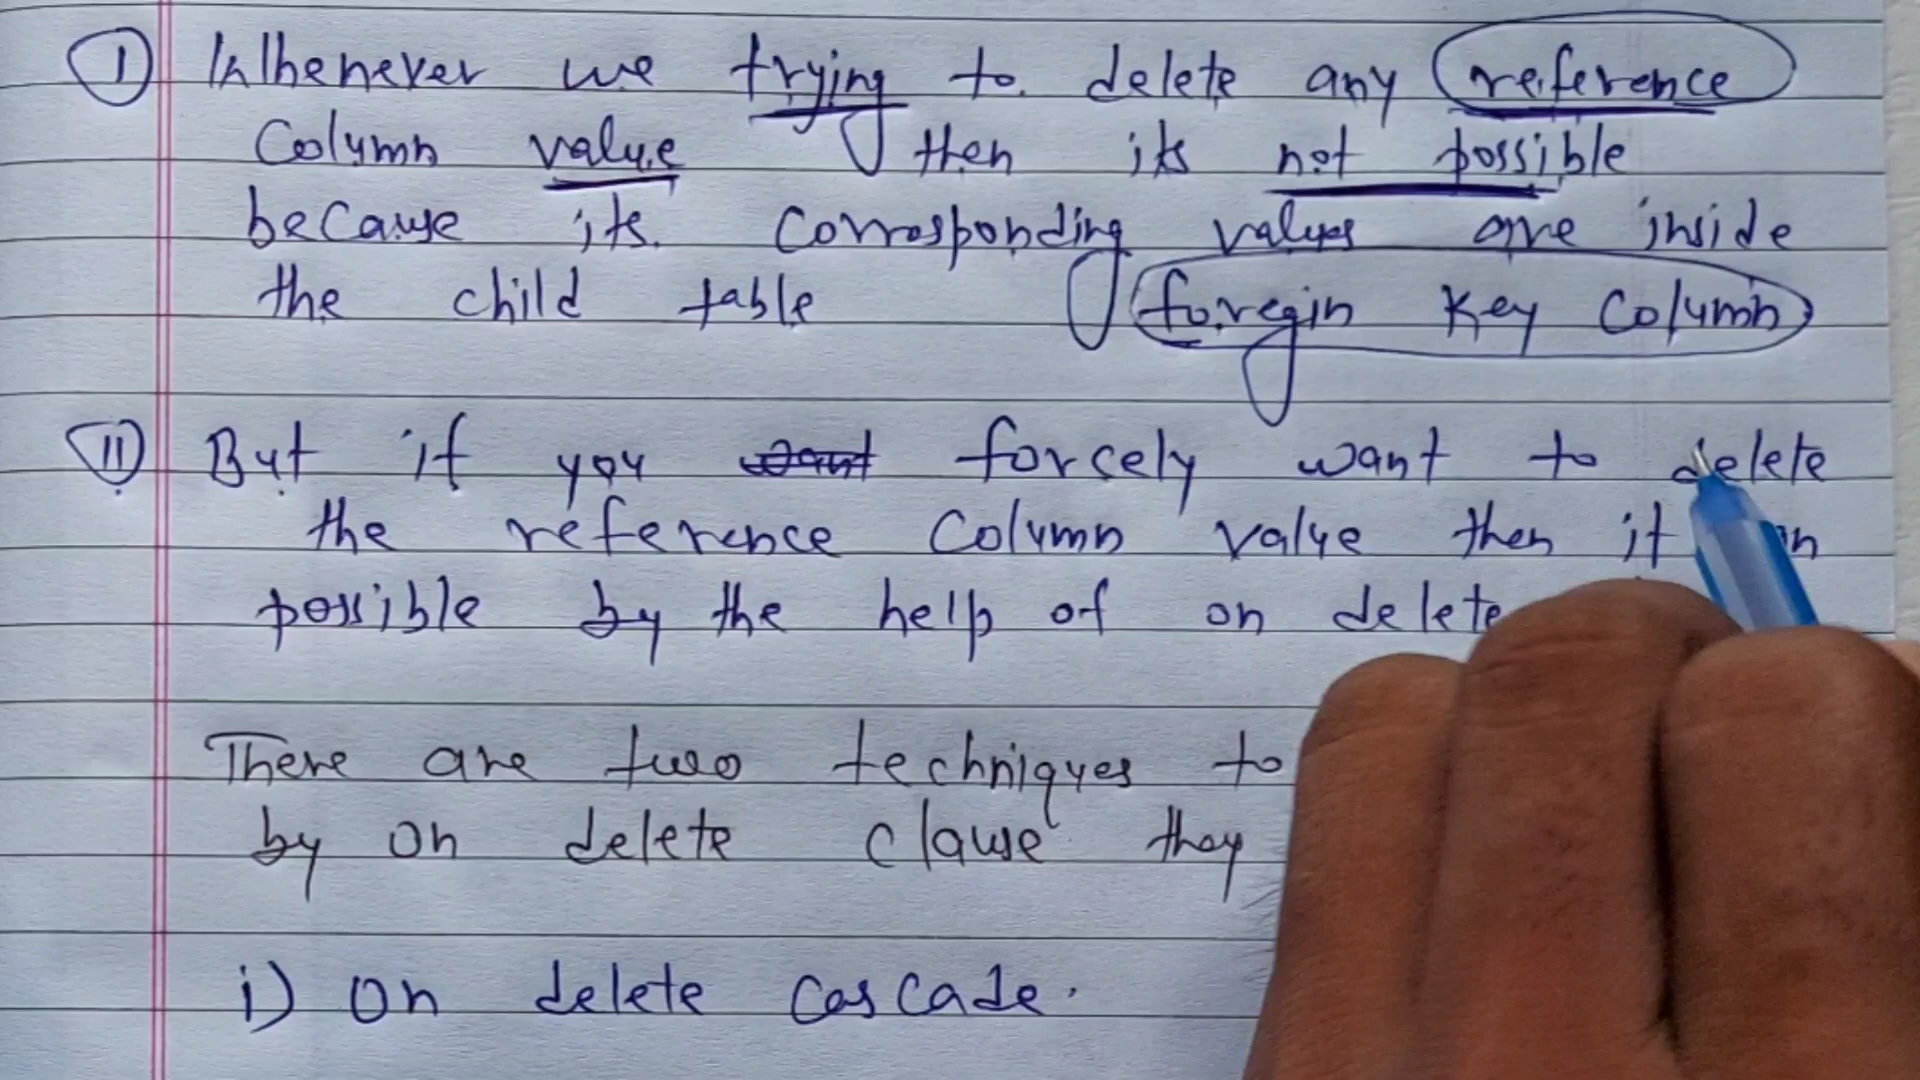 I Whenever we trying to delete any reference
Column value then its not possible
because its corrosponding values are inside
the child table foregin key column
II But if you want forcely want to delete
the reference column value then it
possible by the help of on delete
There are two techniques to
by on delete clause they
i) on delete cascade.